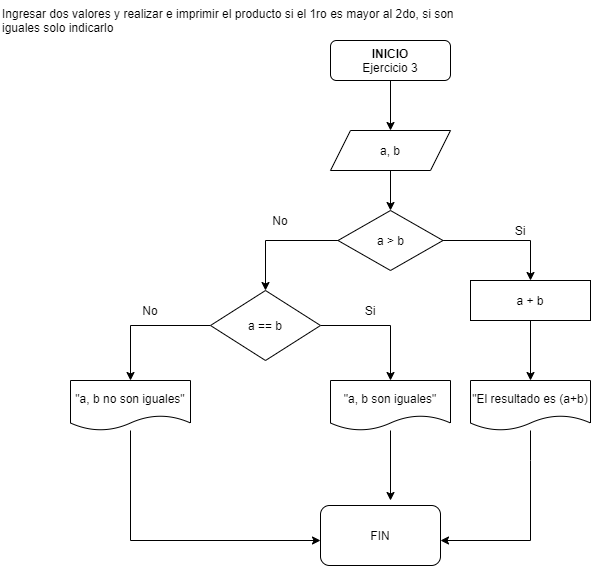 Ingresar dos valores y realizar e imprimir el producto si el 1ro es mayor al 2do, si son
iguales solo indicarlo
INICIO
Ejercicio 3
a, b
No
a > b
Si
No
a == b
Si
a + b
"a, b no son iguales"
"a, b son iguales"
"El resultado es (a+b)
FIN